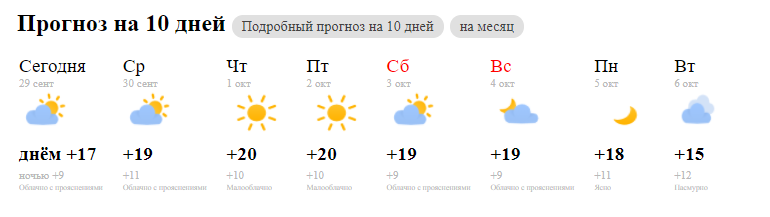 Прогноз на 10 дней Подробный прогноз на 10 дней на месяц
Сегодня Ср Чт Пт Сб Вс Пн Вт
29 сент 30 сент 1 окт 2 окт 3 окт 4 окт 5 окт 6 окт
днём +17 +19 +20 +20 +19 +19 +18 +15
ночью +9 +11 +10 +10 +9 +9 +11 +12
Облачно с прояснениями Облачно с прояснениями Малооблачно Малооблачно Облачно с прояснениями Облачно с прояснениями Ясно Пасмурно